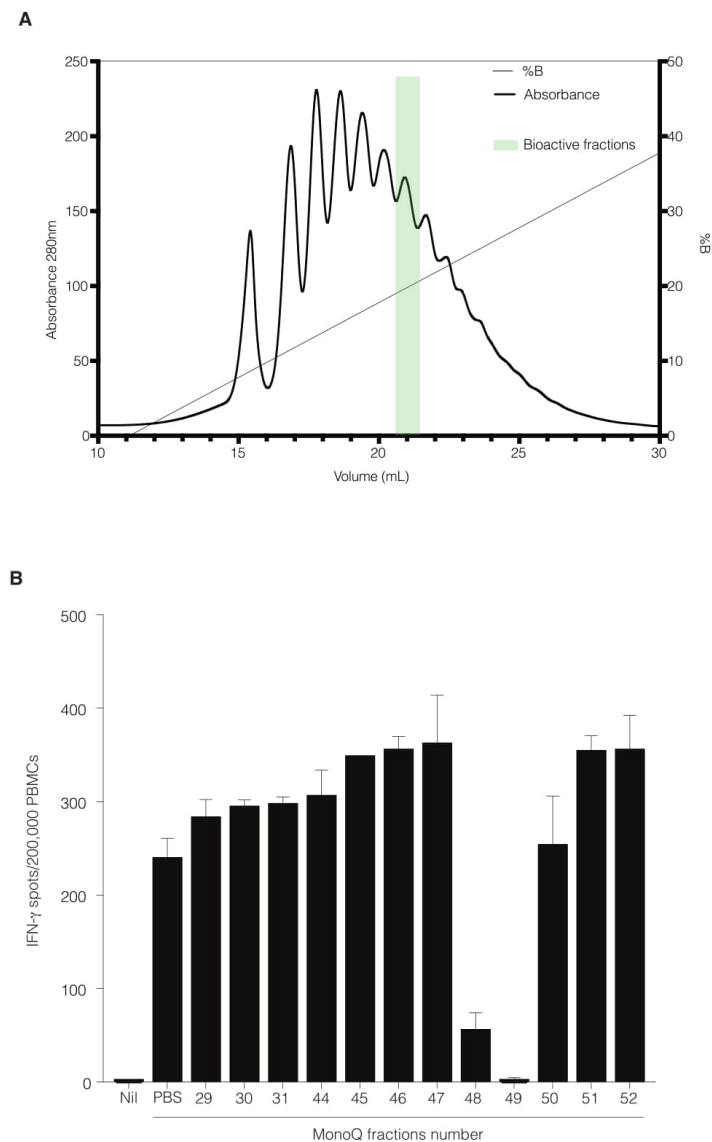 A
250
200
150
100
50
0
Absorbance 280nm
50
40
30
20
10
0
%B
%B
Absorbance
Bioactive fractions
10 15 20 25 30
Volume (mL)
B
500
400
300
200
100
0
IFN-γ spots/200,000 PBMCs
Nil PBS 29 30 31 44 45 46 47 48 49 50 51 52
MonoQ fractions number